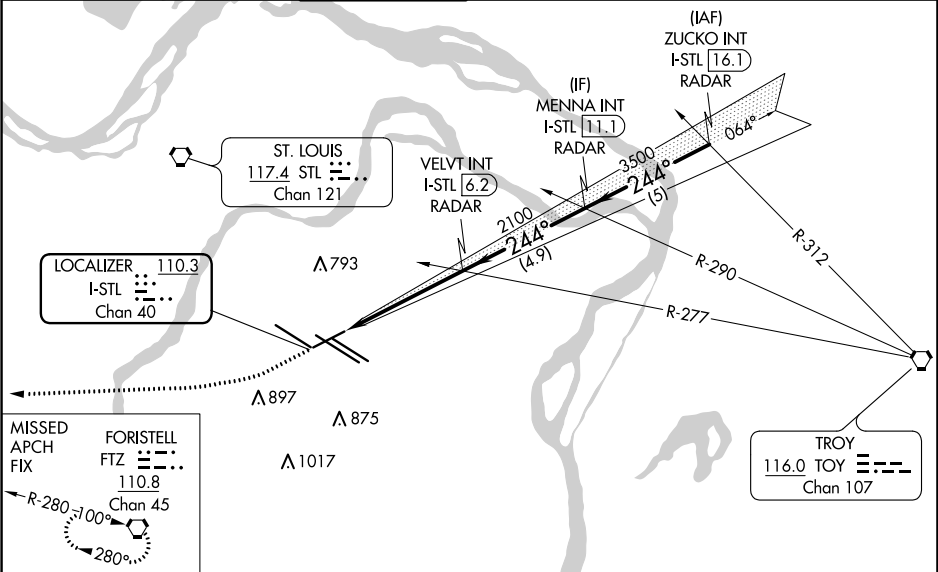 (IAF)
ZUCKO INT
I-STL 16.1
RADAR
(IF)
MENNA INT
I-STL 11.1
RADAR
064°
ST. LOUIS
117.4 STL
Chan 121
VELVT INT
I-STL 6.2
RADAR
3500
244°
(5)
2100
244°
(4.9)
R-312
R-290
R-277
LOCALIZER 110.3
I-STL
Chan 40
793
897
875
1017
MISSED
APCH
FIX
FORISTELL
FTZ
110.8
Chan 45
R-280
100°
280°
TROY
116.0 TOY
Chan 107